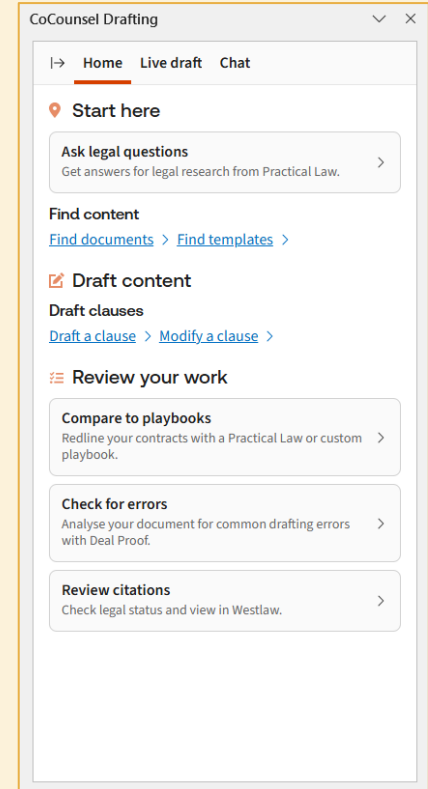 CoCounsel Drafting
Home Live draft Chat
Start here
Ask legal questions
Get answers for legal research from Practical Law.
Find content
Find documents Find templates
Draft content
Draft clauses
Draft a clause Modify a clause
Review your work
Compare to playbooks
Redline your contracts with a Practical Law or custom
playbook.
Check for errors
Analyse your document for common drafting errors
with Deal Proof.
Review citations
Check legal status and view in Westlaw.